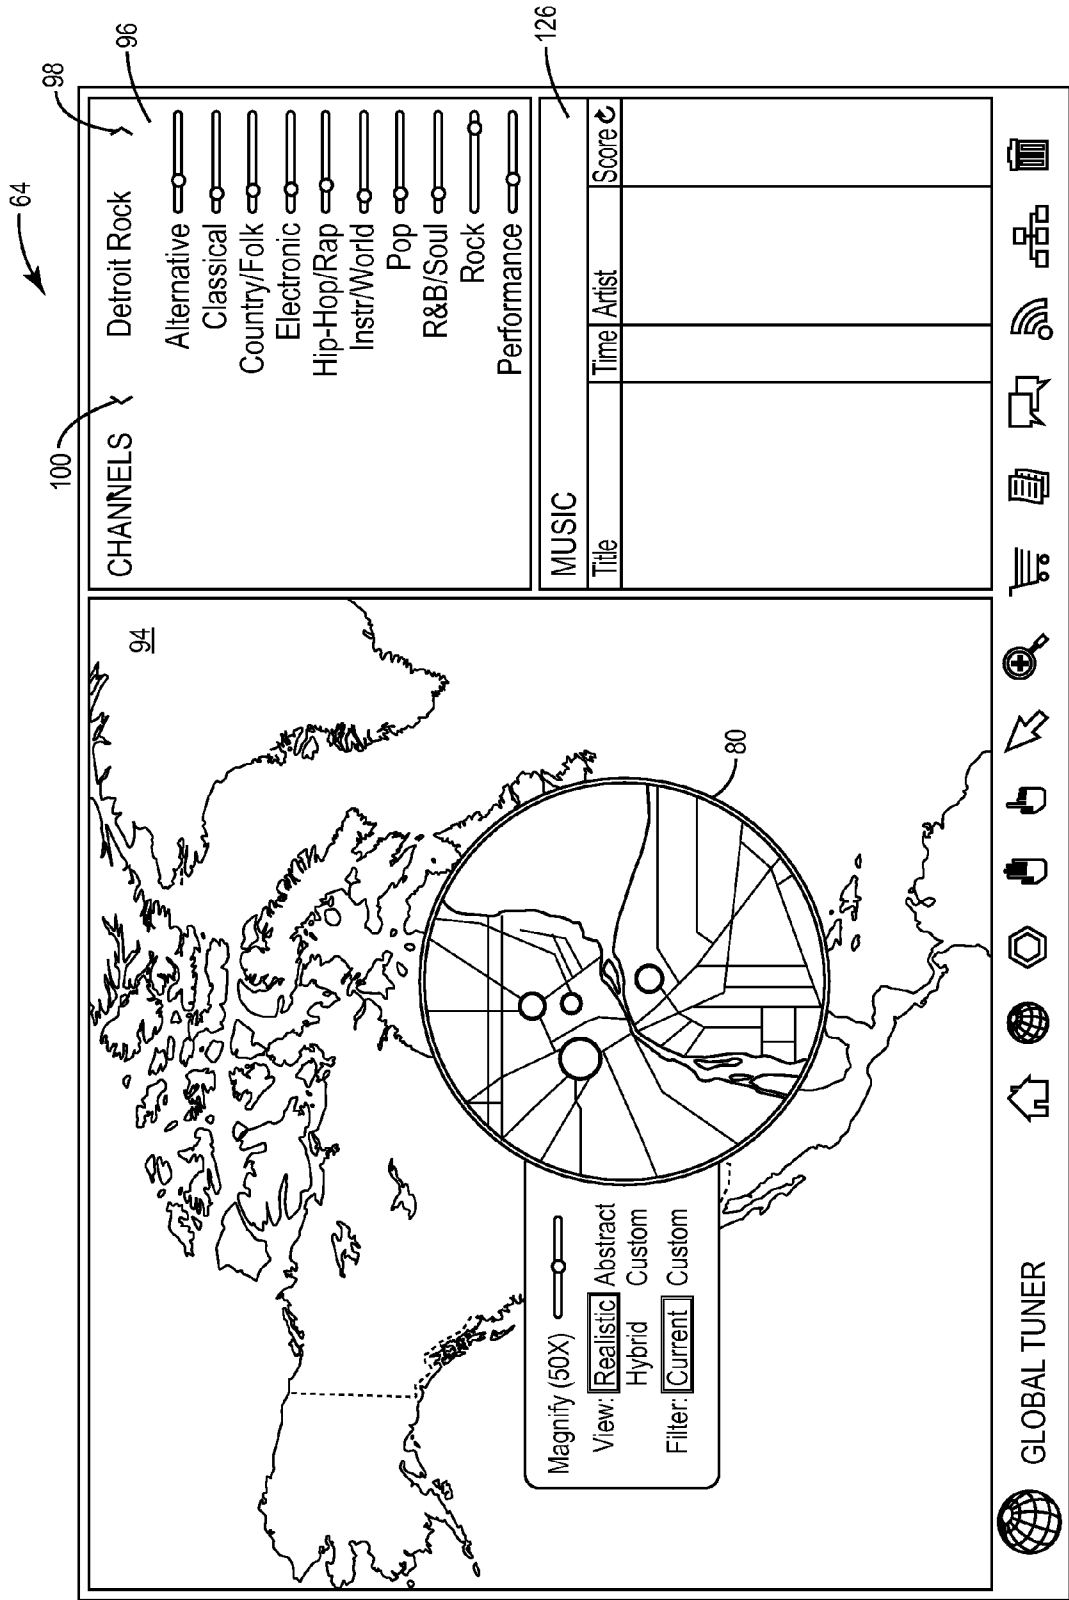 64
94
CHANNELS
100
Detroit Rock
98
96
Alternative
Classical
Country/Folk
Electronic
Hip-Hop/Rap
Instr/World
Pop
R&B/Soul
Rock
Performance
126
MUSIC
Title Time Artist Score
80
Magnify (50X)
View: Realistic Abstract
Hybrid Custom
Filter: Current Custom
GLOBAL TUNER